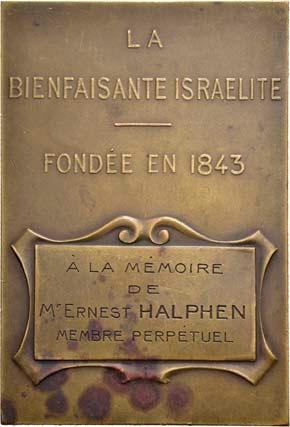 LA
BIENFAISANTE ISRAELITE
FONDÉE EN 1843
À LA MÉMOIRE
DE
Mr ERNEST HALPHEN
MEMBRE PERPÉTUEL